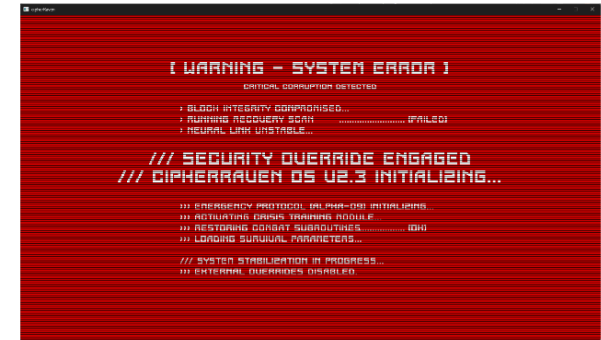 cipherRaven
[ WARNING - SYSTEM ERROR ]
CRITICAL CORRUPTION DETECTED
> BLOCK INTEGRITY COMPROMISED...
> RUNNING RECOVERY SCAN ........................ [FAILED]
> NEURAL LINK UNSTABLE...
/// SECURITY OVERRIDE ENGAGED
/// CIPHERRAVEN OS V2.3 INITIALIZING...
>>> EMERGENCY PROTOCOL [ALPHA-09] INITIALIZING...
>>> ACTIVATING CRISIS TRAINING MODULE...
>>> RESTORING COMBAT SUBROUTINES................ [OK]
>>> LOADING SURVIVAL PARAMETERS...
/// SYSTEM STABILIZATION IN PROGRESS...
>>> EXTERNAL OVERRIDES DISABLED.